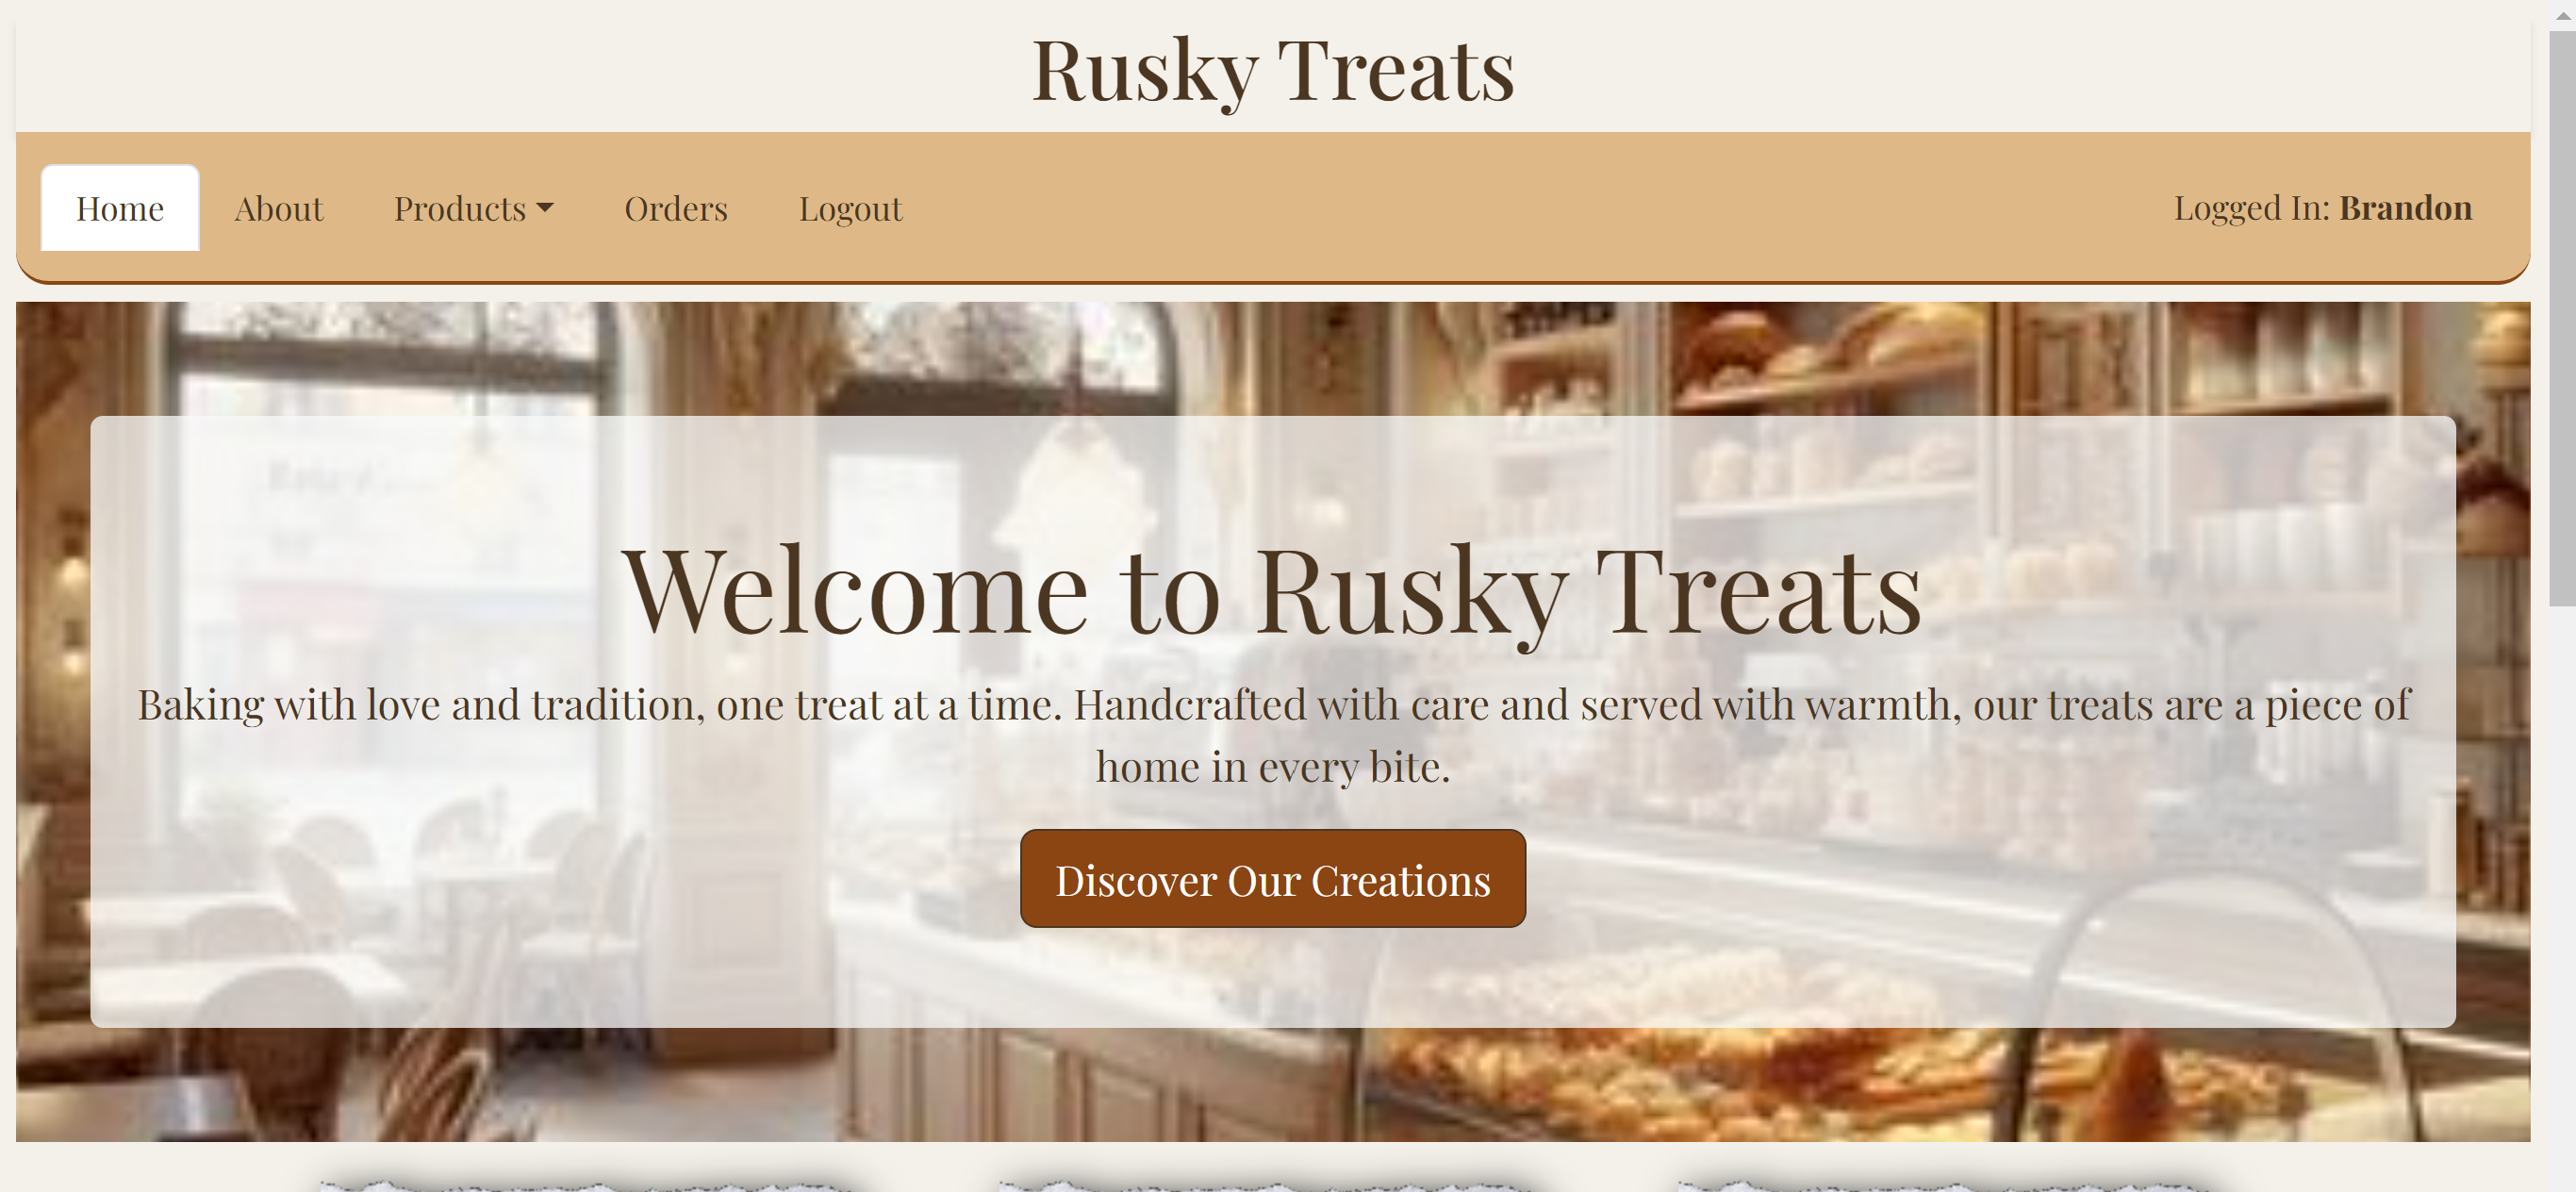 Rusky Treats
Home About Products Orders Logout Logged In: Brandon
Welcome to Rusky Treats
Baking with love and tradition, one treat at a time. Handcrafted with care and served with warmth, our treats are a piece of
home in every bite.
Discover Our Creations